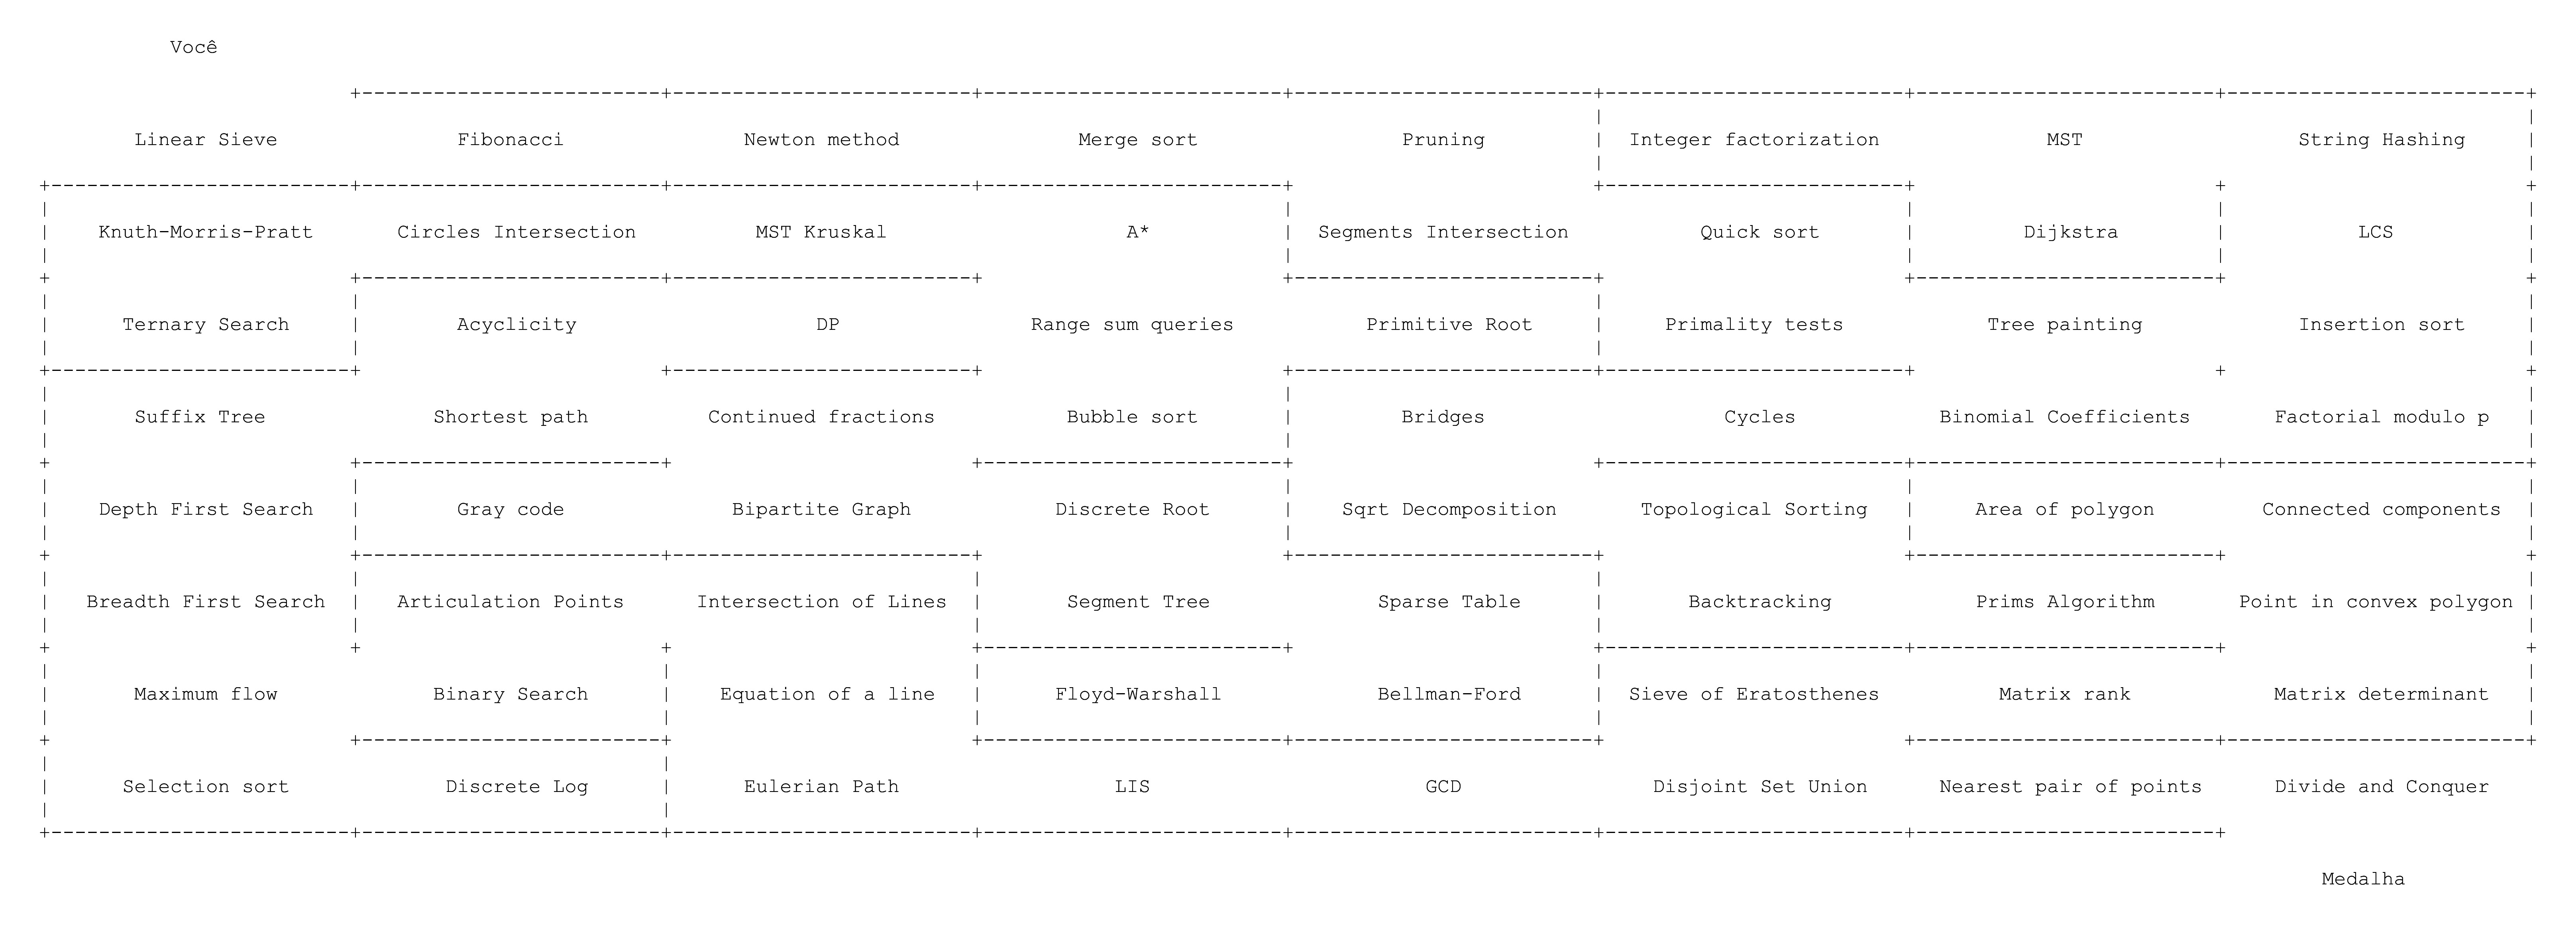 Você
Linear Sieve Fibonacci Newton method Merge sort Pruning Integer factorization MST String Hashing
Knuth-Morris-Pratt Circles Intersection MST Kruskal A* Segments Intersection Quick sort Dijkstra LCS
Ternary Search Acyclicity DP Range sum queries Primitive Root Primality tests Tree painting Insertion sort
Suffix Tree Shortest path Continued fractions Bubble sort Bridges Cycles Binomial Coefficients Factorial modulo p
Depth First Search Gray code Bipartite Graph Discrete Root Sqrt Decomposition Topological Sorting Area of polygon Connected components
Breadth First Search Articulation Points Intersection of Lines Segment Tree Sparse Table Backtracking Prims Algorithm Point in convex polygon
Maximum flow Binary Search Equation of a line Floyd-Warshall Bellman-Ford Sieve of Eratosthenes Matrix rank Matrix determinant
Selection sort Discrete Log Eulerian Path LIS GCD Disjoint Set Union Nearest pair of points Divide and Conquer
Medalha